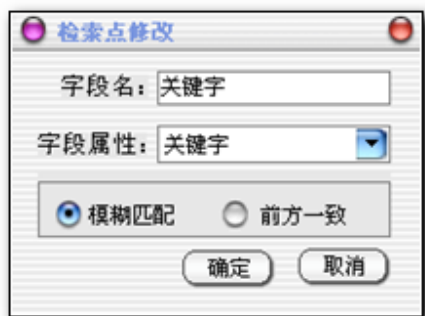 检索点修改
字段名：关键字
字段属性：关键字
模糊匹配 前方一致
确定 取消